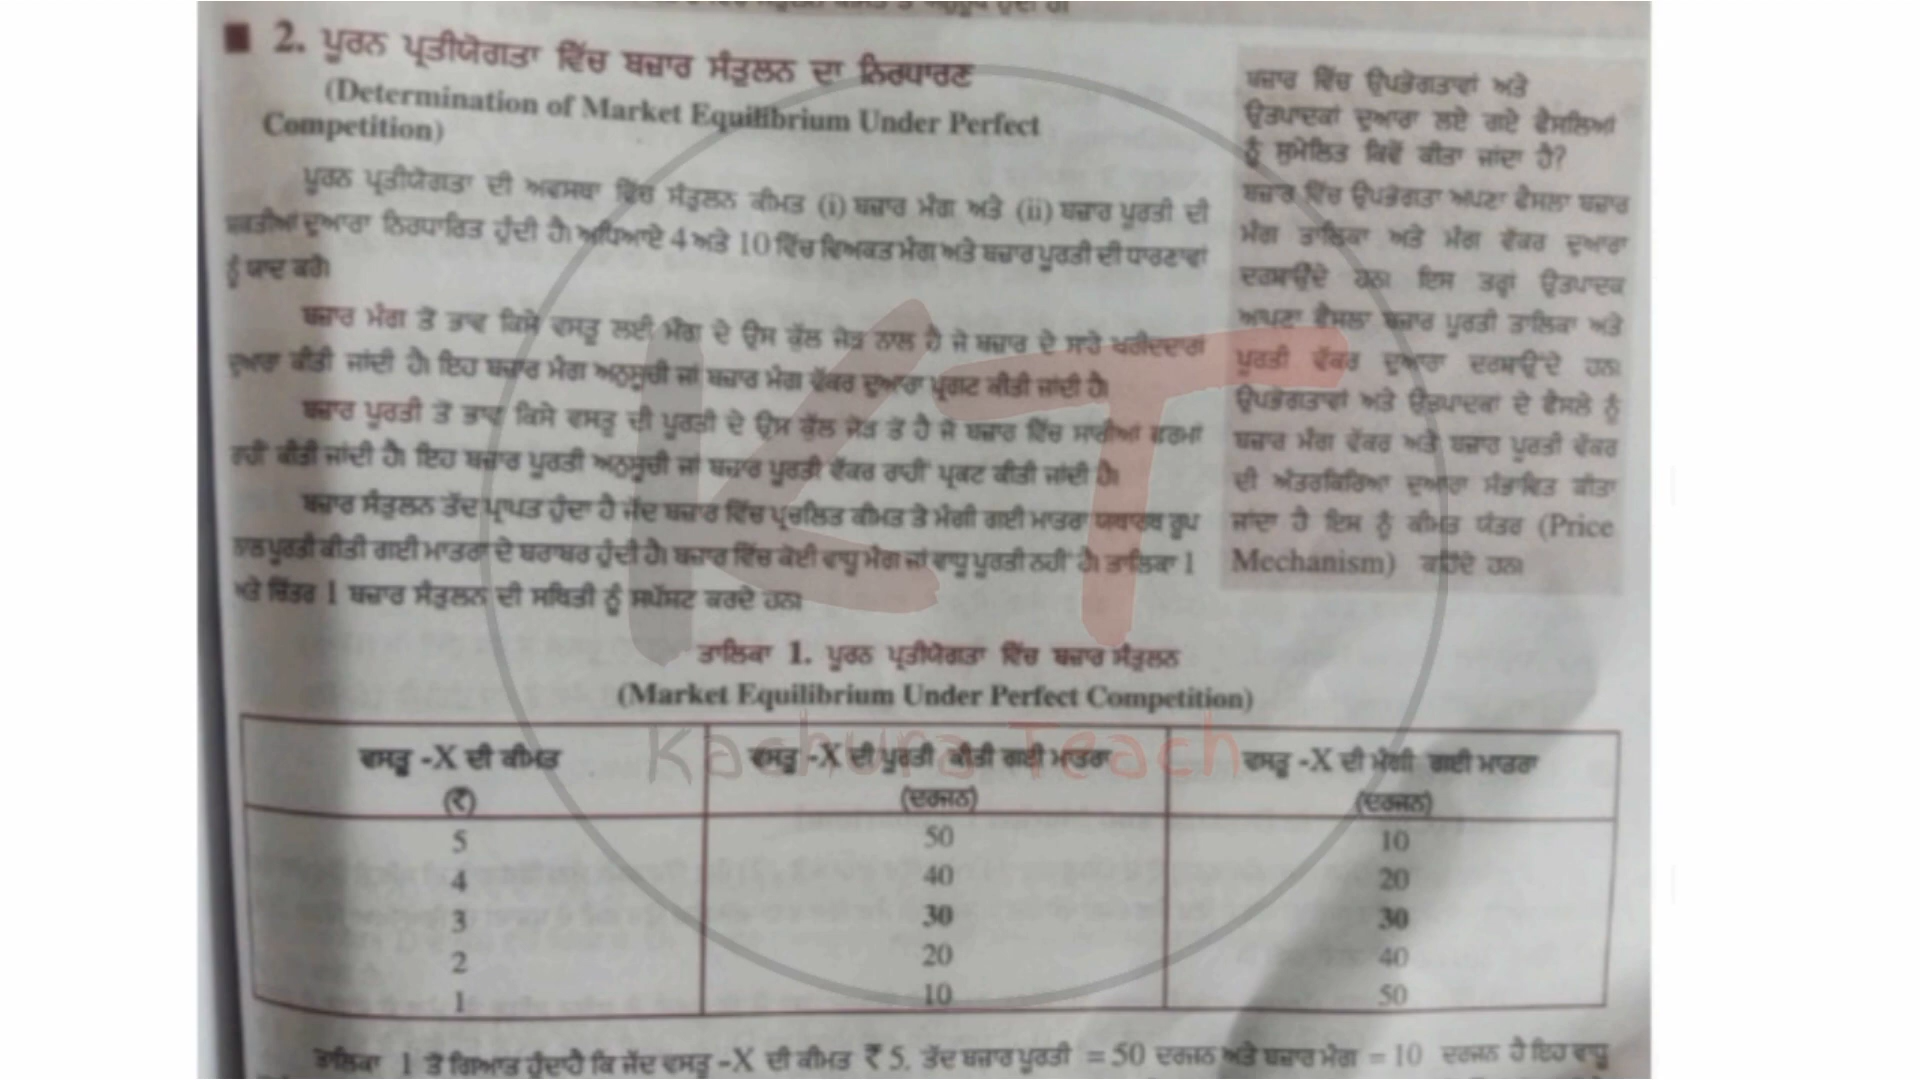 2. ਪੂਰਨ ਪ੍ਰਤੀਯੋਗਤਾ ਵਿੱਚ ਬਜ਼ਾਰ ਸੰਤੁਲਨ ਦਾ ਨਿਰਧਾਰਣ
(Determination of Market Equilibrium Under Perfect
Competition)
ਪੂਰਨ ਪ੍ਰਤੀਯੋਗਤਾ ਦੀ ਅਵਸਥਾ ਵਿੱਚ ਸੰਤੁਲਨ ਕੀਮਤ (i) ਬਜ਼ਾਰ ਮੰਗ ਅਤੇ (ii) ਬਜ਼ਾਰ ਪੂਰਤੀ ਦੀ
ਸ਼ਕਤੀਆਂ ਦੁਆਰਾ ਨਿਰਧਾਰਿਤ ਹੁੰਦੀ ਹੈ। ਅਧਿਆਏ 4 ਅਤੇ 10 ਵਿੱਚ ਵਿਅਕਤ ਮੰਗ ਅਤੇ ਬਜ਼ਾਰ ਪੂਰਤੀ ਦੀ ਧਾਰਣਾਵਾਂ
ਨੂੰ ਯਾਦ ਕਰੋ।
ਬਜ਼ਾਰ ਮੰਗ ਤੋਂ ਭਾਵ ਕਿਸੇ ਵਸਤੂ ਲਈ ਮੰਗ ਦੇ ਉਸ ਕੁੱਲ ਜੋੜ ਨਾਲ ਹੈ ਜੋ ਬਜ਼ਾਰ ਦੇ ਸਾਰੇ ਖਰੀਦਦਾਰਾਂ
ਦੁਆਰਾ ਕੀਤੀ ਜਾਂਦੀ ਹੈ। ਇਹ ਬਜ਼ਾਰ ਮੰਗ ਅਨੁਸੂਚੀ ਜਾਂ ਬਜ਼ਾਰ ਮੰਗ ਵੱਕਰ ਦੁਆਰਾ ਪ੍ਰਗਟ ਕੀਤੀ ਜਾਂਦੀ ਹੈ।
ਬਜ਼ਾਰ ਪੂਰਤੀ ਤੋਂ ਭਾਵ ਕਿਸੇ ਵਸਤੂ ਦੀ ਪੂਰਤੀ ਦੇ ਉਸ ਕੁੱਲ ਜੋੜ ਤੋਂ ਹੈ ਜੋ ਬਜ਼ਾਰ ਵਿੱਚ ਸਾਰੀਆਂ ਫਰਮਾਂ
ਰਾਹੀਂ ਕੀਤੀ ਜਾਂਦੀ ਹੈ। ਇਹ ਬਜ਼ਾਰ ਪੂਰਤੀ ਅਨੁਸੂਚੀ ਜਾਂ ਬਜ਼ਾਰ ਪੂਰਤੀ ਵੱਕਰ ਰਾਹੀਂ ਪ੍ਰਕਟ ਕੀਤੀ ਜਾਂਦੀ ਹੈ।
ਬਜ਼ਾਰ ਸੰਤੁਲਨ ਤੱਦ ਪ੍ਰਾਪਤ ਹੁੰਦਾ ਹੈ ਜੱਦ ਬਜ਼ਾਰ ਵਿੱਚ ਪ੍ਰਚਲਿਤ ਕੀਮਤ ਤੇ ਮੰਗੀ ਗਈ ਮਾਤਰਾ ਯਥਾਰਥ ਰੂਪ
ਨਾਲ ਪੂਰਤੀ ਕੀਤੀ ਗਈ ਮਾਤਰਾ ਦੇ ਬਰਾਬਰ ਹੁੰਦੀ ਹੈ। ਬਜ਼ਾਰ ਵਿੱਚ ਕੋਈ ਵਾਧੂ ਮੰਗ ਜਾਂ ਵਾਧੂ ਪੂਰਤੀ ਨਹੀਂ ਹੈ। ਤਾਲਿਕਾ 1
ਅਤੇ ਚਿੱਤਰ 1 ਬਜ਼ਾਰ ਸੰਤੁਲਨ ਦੀ ਸਥਿਤੀ ਨੂੰ ਸਪੱਸ਼ਟ ਕਰਦੇ ਹਨ।
ਬਜ਼ਾਰ ਵਿੱਚ ਉਪਭੋਗਤਾਵਾਂ ਅਤੇ
ਉਤਪਾਦਕਾਂ ਦੁਆਰਾ ਲਏ ਗਏ ਫੈਸਲਿਆਂ
ਨੂੰ ਸੁਮੇਲਿਤ ਕਿਵੇਂ ਕੀਤਾ ਜਾਂਦਾ ਹੈ?
ਬਜ਼ਾਰ ਵਿੱਚ ਉਪਭੋਗਤਾ ਅਪਣਾ ਫੈਸਲਾ ਬਜ਼ਾਰ
ਮੰਗ ਤਾਲਿਕਾ ਅਤੇ ਮੰਗ ਵੱਕਰ ਦੁਆਰਾ
ਦਰਸਾਉਂਦੇ ਹਨ। ਇਸ ਤਰ੍ਹਾਂ ਉਤਪਾਦਕ
ਅਪਣਾ ਫੈਸਲਾ ਬਜ਼ਾਰ ਪੂਰਤੀ ਤਾਲਿਕਾ ਅਤੇ
ਪੂਰਤੀ ਵੱਕਰ ਦੁਆਰਾ ਦਰਸਾਉਂਦੇ ਹਨ।
ਉਪਭੋਗਤਾਵਾਂ ਅਤੇ ਉਤਪਾਦਕਾਂ ਦੇ ਫੈਸਲੇ ਨੂੰ
ਬਜ਼ਾਰ ਮੰਗ ਵੱਕਰ ਅਤੇ ਬਜ਼ਾਰ ਪੂਰਤੀ ਵੱਕਰ
ਦੀ ਅੰਤਰਕਿਰਿਆ ਦੁਆਰਾ ਸੰਭਾਵਿਤ ਕੀਤਾ
ਜਾਂਦਾ ਹੈ ਇਸ ਨੂੰ ਕੀਮਤ ਯੰਤਰ (Price
Mechanism) ਕਹਿੰਦੇ ਹਨ।
KT
Kachura Teach
ਤਾਲਿਕਾ 1. ਪੂਰਨ ਪ੍ਰਤੀਯੋਗਤਾ ਵਿੱਚ ਬਜ਼ਾਰ ਸੰਤੁਲਨ
(Market Equilibrium Under Perfect Competition)
ਵਸਤੂ -X ਦੀ ਕੀਮਤ ਵਸਤੂ -X ਦੀ ਪੂਰਤੀ ਕੀਤੀ ਗਈ ਮਾਤਰਾ ਵਸਤੂ -X ਦੀ ਮੰਗੀ ਗਈ ਮਾਤਰਾ
(₹) (ਦਰਜਨ) (ਦਰਜਨ)
5 50 10
4 40 20
3 30 30
2 20 40
1 10 50
ਤਾਲਿਕਾ 1 ਤੋਂ ਗਿਆਤ ਹੁੰਦਾ ਹੈ ਕਿ ਜੱਦ ਵਸਤੂ -X ਦੀ ਕੀਮਤ ₹ 5. ਤੱਦ ਬਜ਼ਾਰ ਪੂਰਤੀ = 50 ਦਰਜਨ ਅਤੇ ਬਜ਼ਾਰ ਮੰਗ = 10 ਦਰਜਨ ਹੈ ਇਹ ਵਾਧੂ